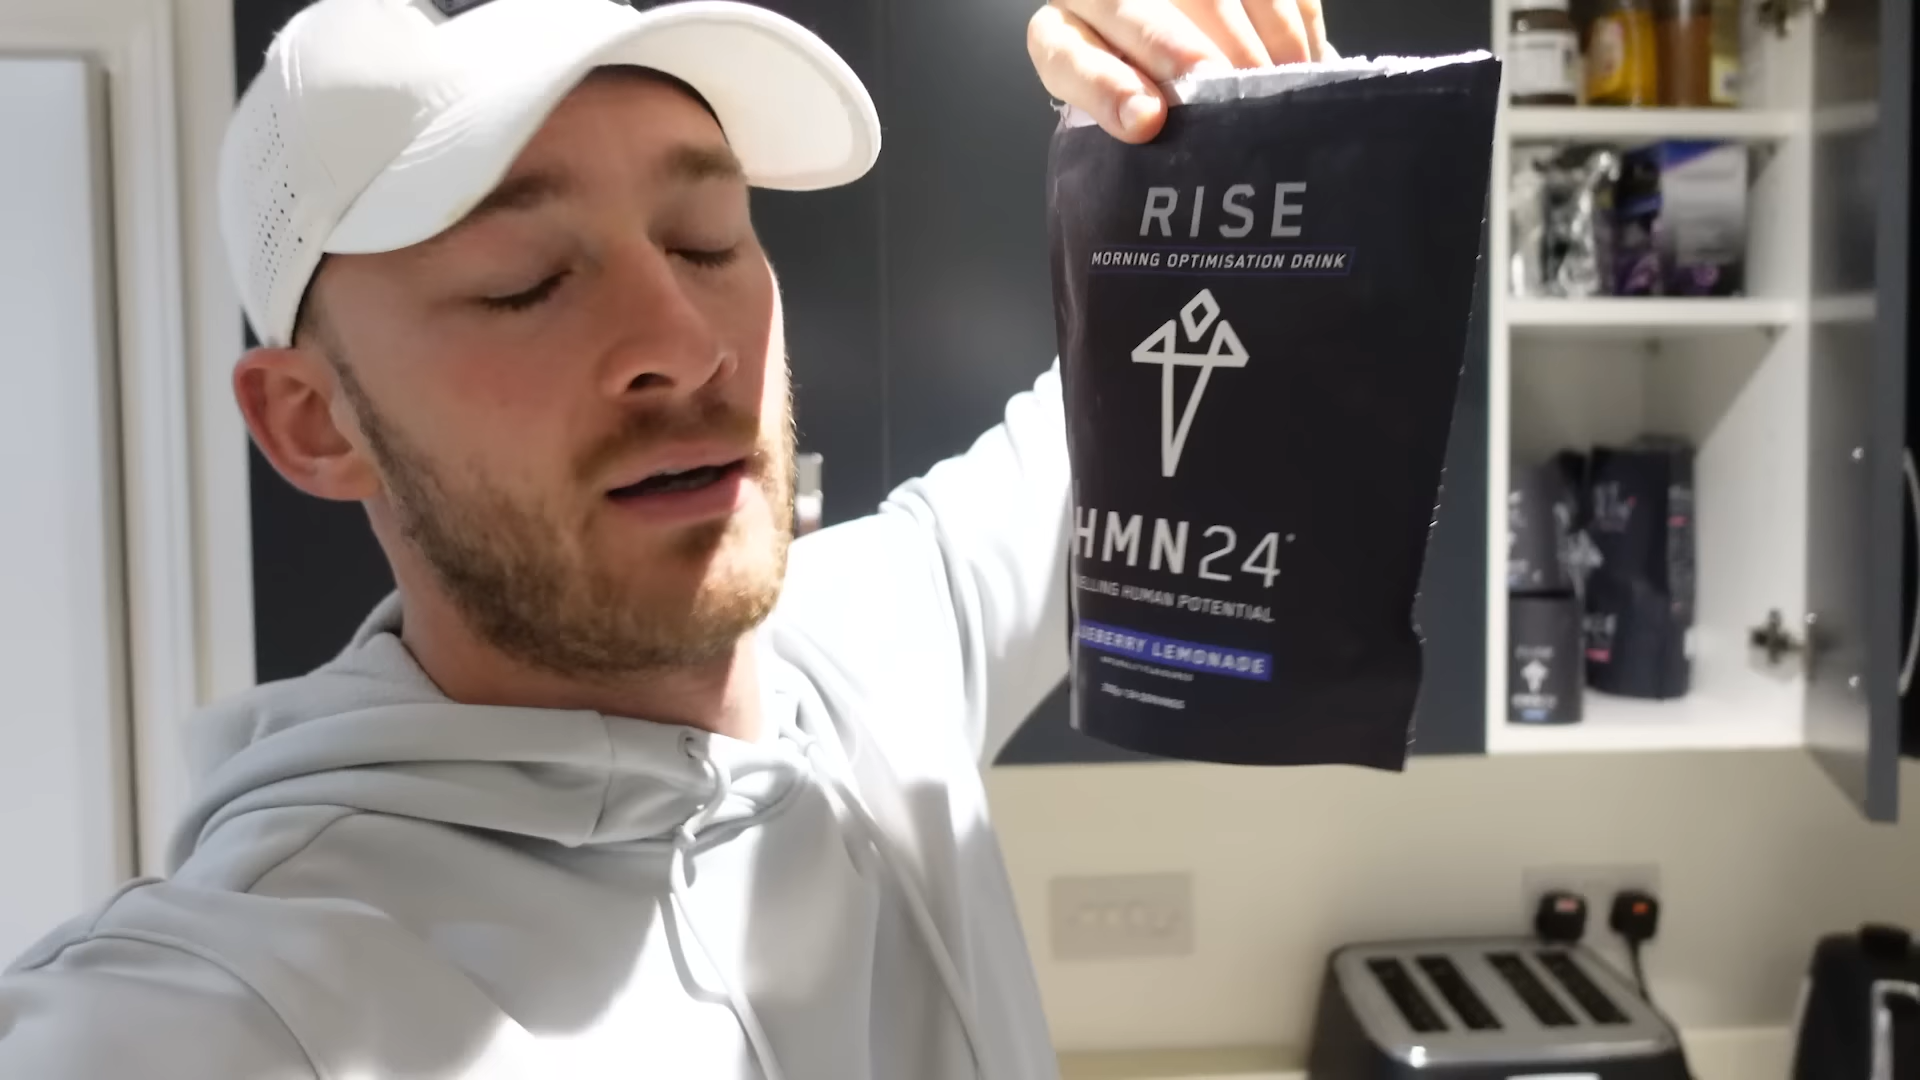 RISE
MORNING OPTIMISATION DRINK
HMN24
HUMAN POTENTIAL
LEMONADE